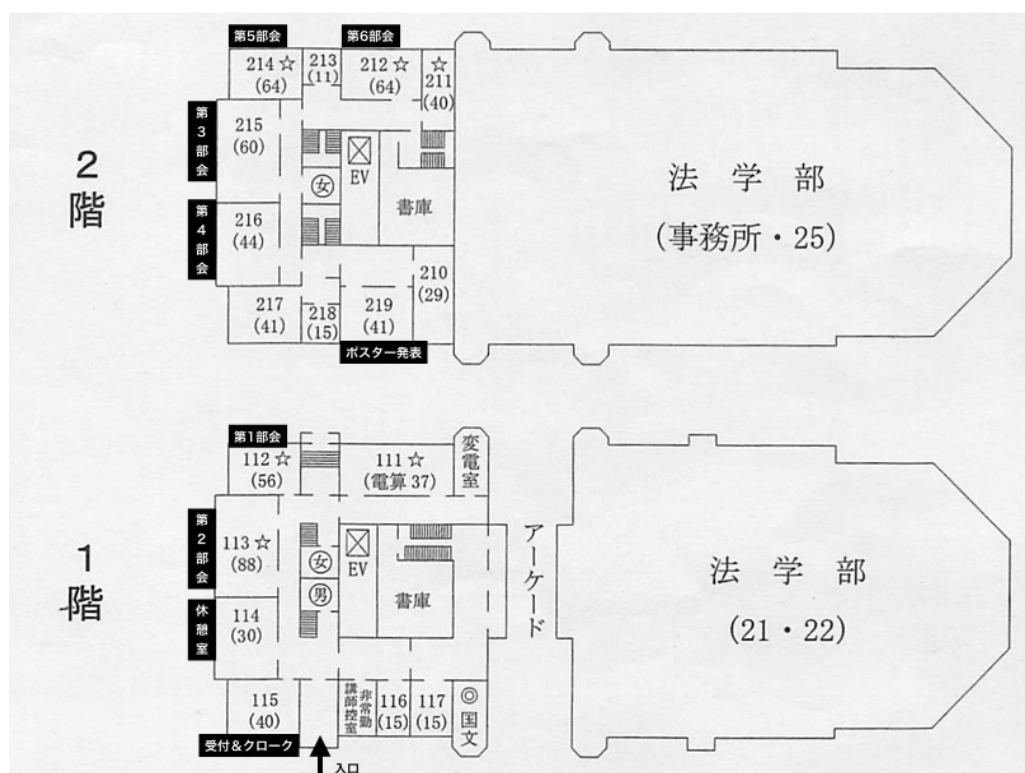 第5部会
第6部会
214 ☆
(64)
213
(11)
212 ☆
(64)
☆
211
(40)
第3部会
215
(60)
2階
女
EV
書庫
法学部
(事務所・25)
第4部会
216
(44)
210
(29)
217
(41)
218
(15)
219
(41)
ポスター発表
第1部会
112 ☆
(56)
111 ☆
(電算 37)
変電室
第2部会
113 ☆
(88)
1階
女
EV
男
書庫
アーケード
法学部
(21・22)
休憩室
114
(30)
115
(40)
非常勤
講師控室
116
(15)
117
(15)
◎国文
受付&クローク
入口